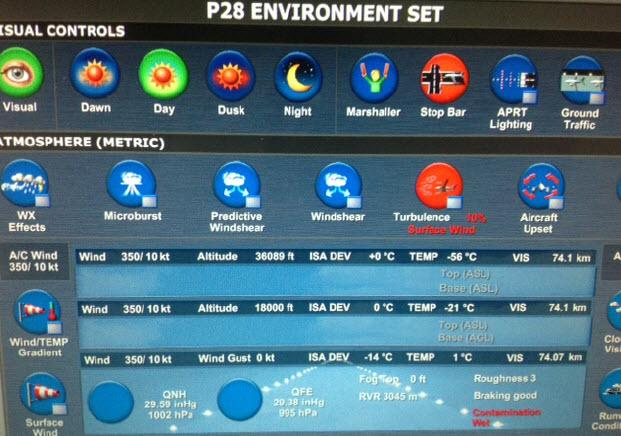 P28 ENVIRONMENT SET
ISUAL CONTROLS
Visual Dawn Day Dusk Night Marshaller Stop Bar APRT Lighting Ground Traffic
ATMOSPHERE (METRIC)
WX Effects Microburst Predictive Windshear Windshear Turbulence 10% Surface Wind Aircraft Upset
A/C Wind
350/ 10 kt
Wind 350/ 10 kt Altitude 36089 ft ISA DEV +0 °C TEMP -56 °C VIS 74.1 km
Top (ASL)
Base (ASL)
Wind 350/ 10 kt Altitude 18000 ft ISA DEV 0 °C TEMP -21 °C VIS 74.1 km
Top (ASL)
Base (AGL)
Wind/TEMP
Gradient
Wind 350/ 10 kt Wind Gust 0 kt ISA DEV -14 °C TEMP 1 °C VIS 74.07 km
QNH
29.59 inHg
1002 hPa
QFE
29.38 inHg
995 hPa
Fog Top 0 ft Roughness 3
RVR 3045 m Braking good
Contamination
Wet
Surface
Wind